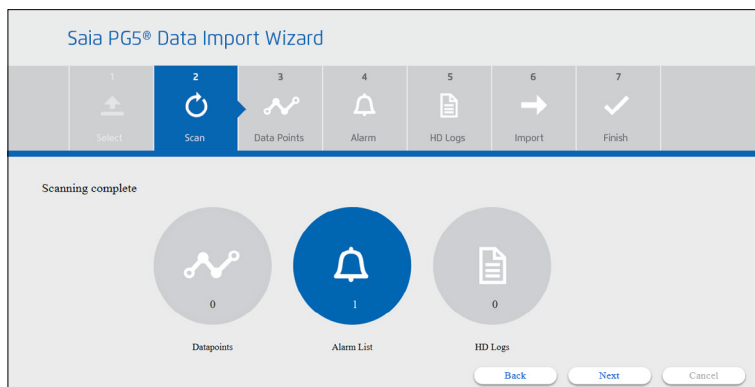 Saia PG5® Data Import Wizard
1 2 3 4 5 6 7
Select Scan Data Points Alarm HD Logs Import Finish
Scanning complete
0 1 0
Datapoints Alarm List HD Logs
Back Next Cancel